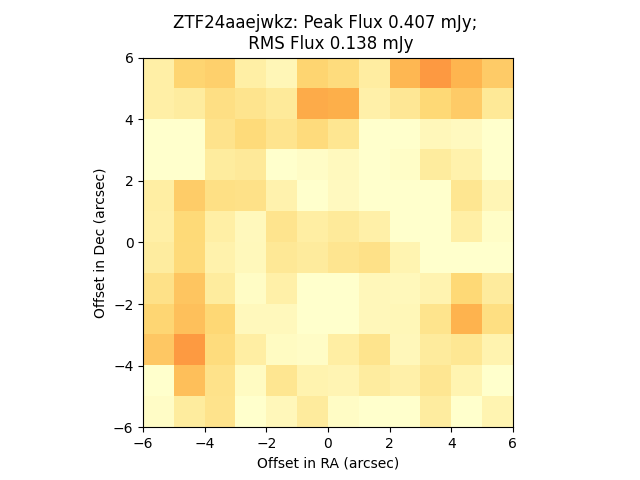 ZTF24aaejwkz: Peak Flux 0.407 mJy;
RMS Flux 0.138 mJy
6
4
2
0
−2
−4
−6
Offset in Dec (arcsec)
−6 −4 −2 0 2 4 6
Offset in RA (arcsec)